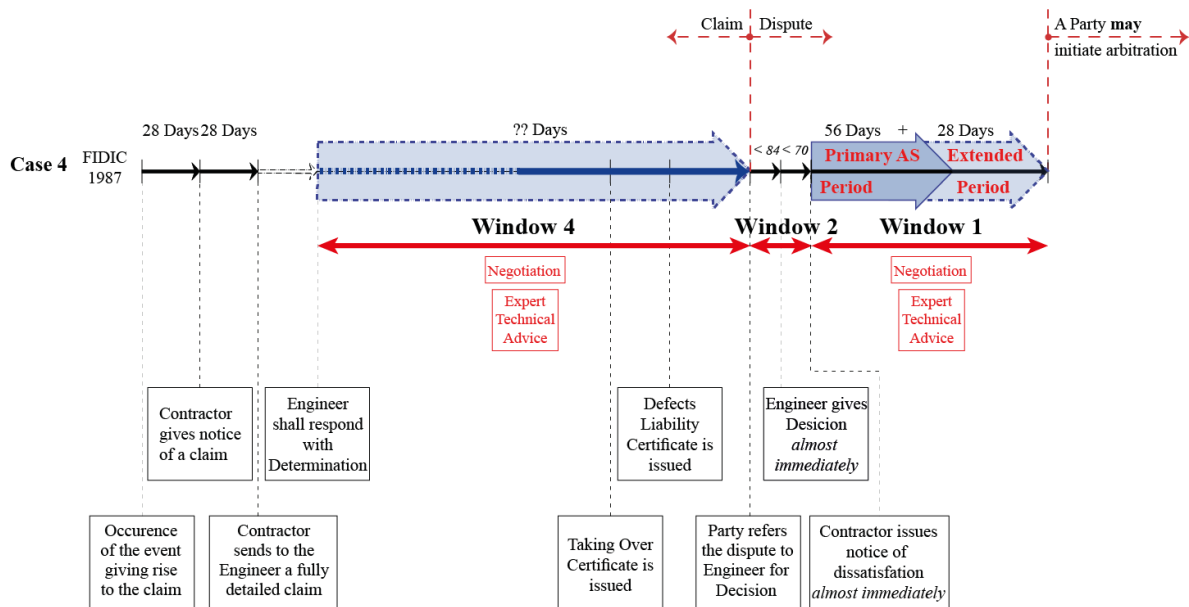 Claim
Dispute
A Party may
initiate arbitration
Case 4
FIDIC
1987
28 Days
28 Days
?? Days
< 84
< 70
56 Days
+
28 Days
Primary AS
Period
Extended
Period
Window 4
Window 2
Window 1
Negotiation
Expert
Technical
Advice
Negotiation
Expert
Technical
Advice
Contractor
gives notice
of a claim
Engineer
shall respond
with
Determination
Defects
Liability
Certificate is
issued
Engineer gives
Desicion
almost
immediately
Occurence
of the event
giving rise
to the claim
Contractor
sends to the
Engineer a fully
detailed claim
Taking Over
Certificate is
issued
Party refers
the dispute to
Engineer for
Decision
Contractor issues
notice of
dissatisfation
almost immediately